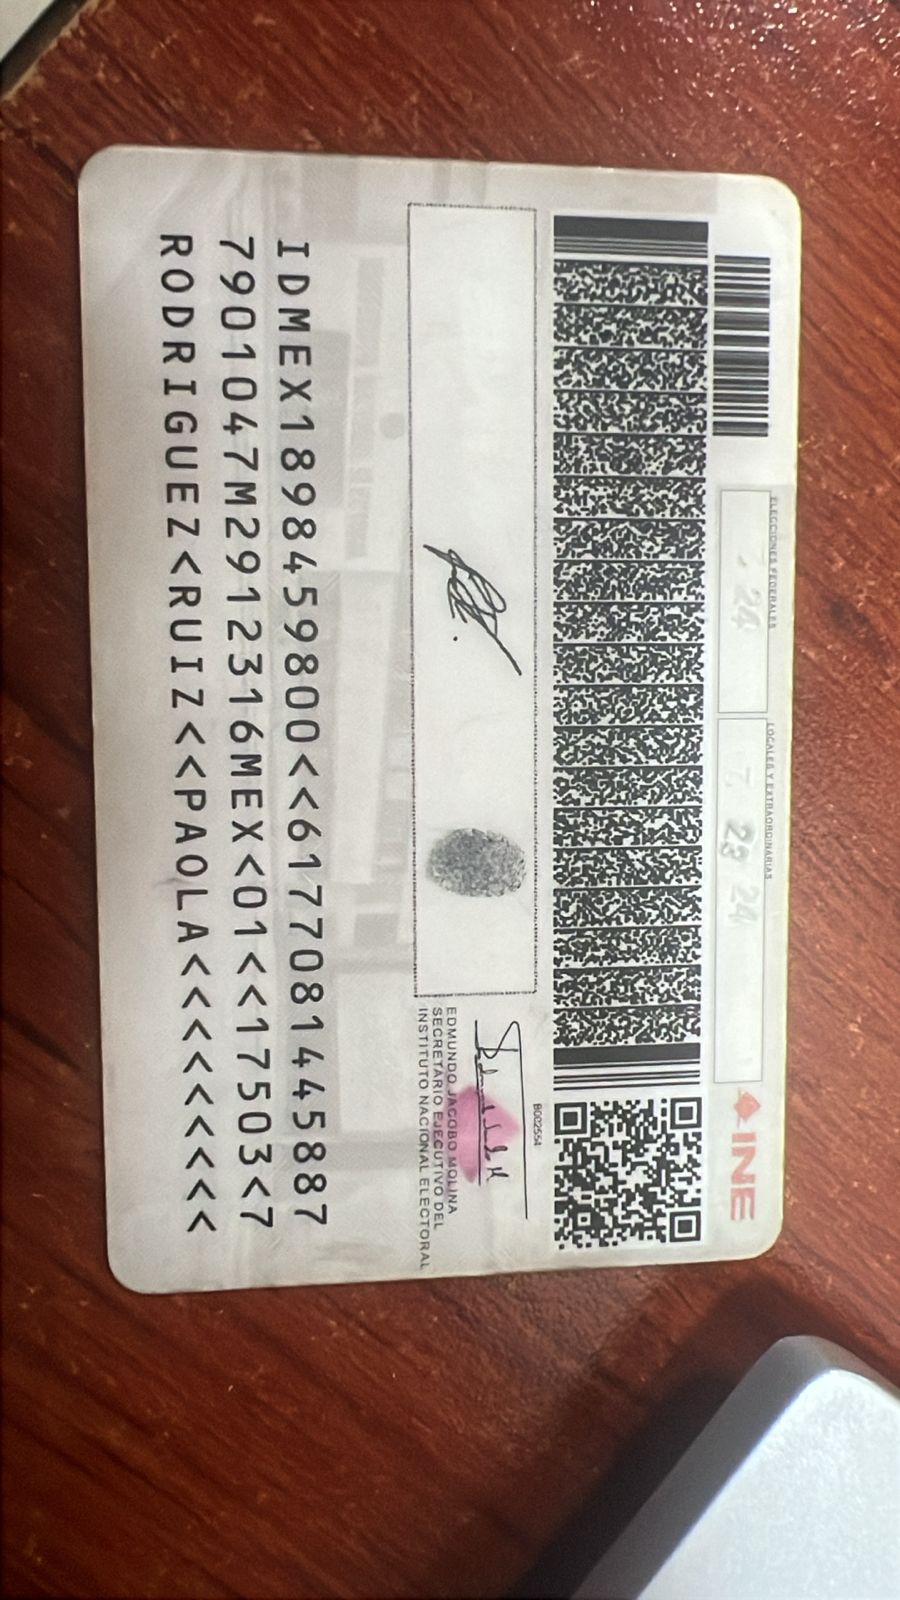 ELECCIONES FEDERALES
24
LOCALES Y EXTRAORDINARIAS
23 24
INE
B002554
EDMUNDO JACOBO MOLINA
SECRETARIO EJECUTIVO DEL
INSTITUTO NACIONAL ELECTORAL
IDMEX1898459800<<6177081445887
7901047M2912316MEX<01<<17503<7
RODRIGUEZ<RUIZ<<PAOLA<<<<<<<<<